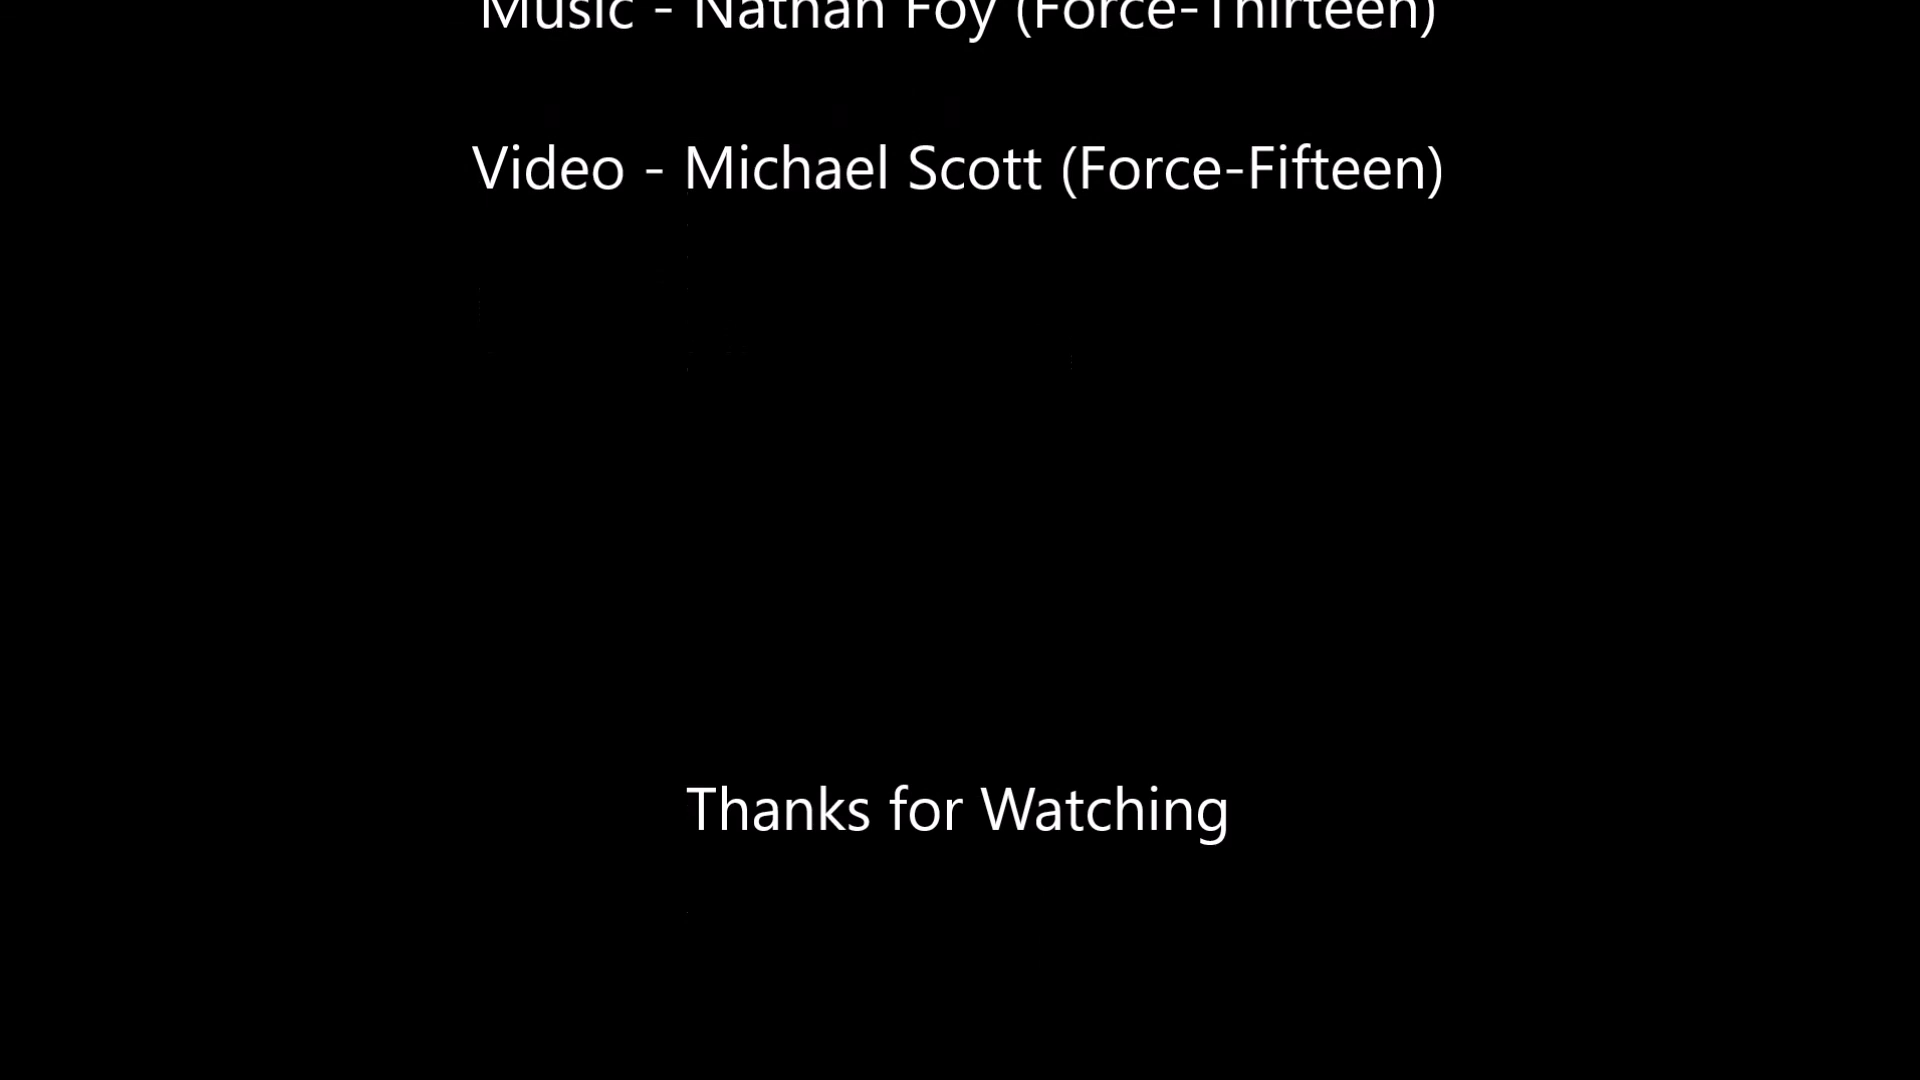 Music - Nathan Foy (Force-Thirteen)
Video - Michael Scott (Force-Fifteen)
Thanks for Watching